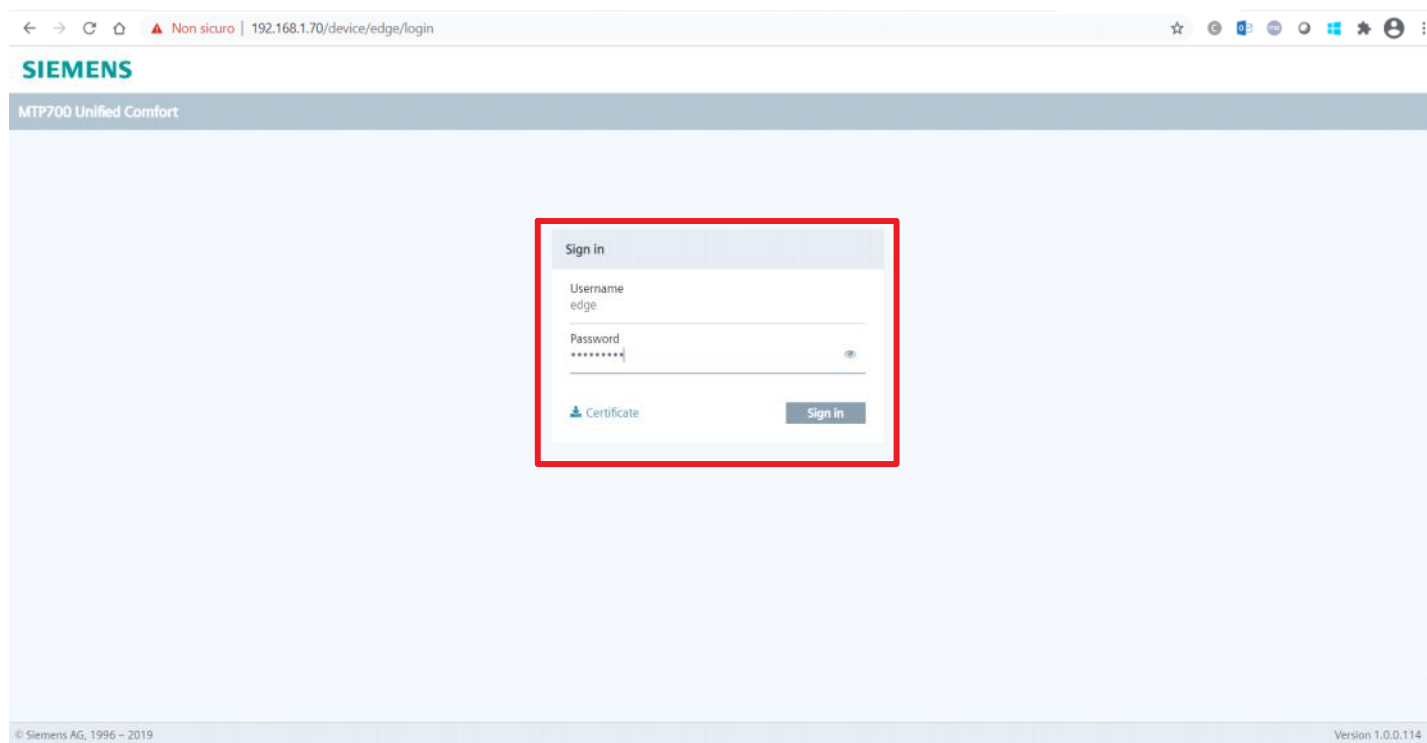 Non sicuro | 192.168.1.70/device/edge/login
SIEMENS
MTP700 Unified Comfort
Sign in
Username
edge
Password
•••••••••
Certificate
Sign in
© Siemens AG, 1996 – 2019
Version 1.0.0.114